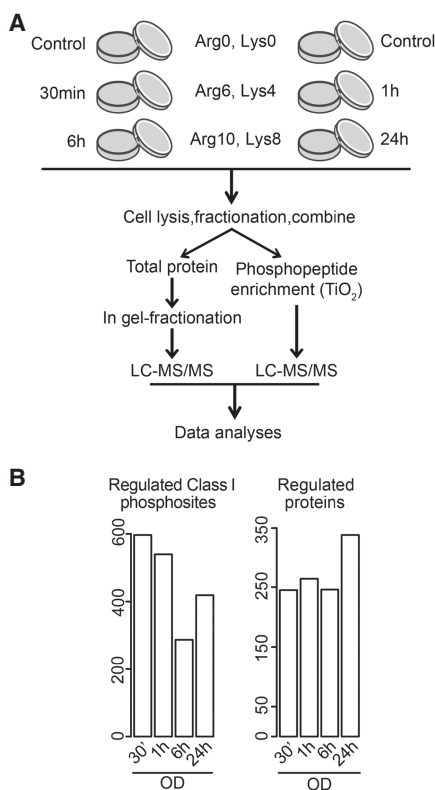 A
Control Arg0, Lys0 Control
30min Arg6, Lys4 1h
6h Arg10, Lys8 24h
Cell lysis,fractionation,combine
Total protein
Phosphopeptide
enrichment (TiO2)
In gel-fractionation
LC-MS/MS LC-MS/MS
Data analyses
B
Regulated Class I
phosphosites
600
400
200
0
30' 1h 6h 24h
OD
Regulated
proteins
350
250
150
50
0
30' 1h 6h 24h
OD